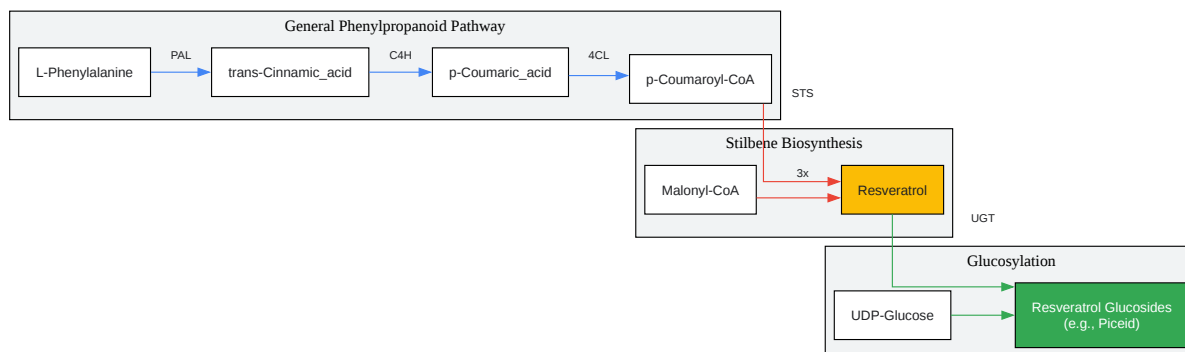 General Phenylpropanoid Pathway
L-Phenylalanine
PAL
trans-Cinnamic_acid
C4H
p-Coumaric_acid
4CL
p-Coumaroyl-CoA
STS
Stilbene Biosynthesis
Malonyl-CoA
3x
Resveratrol
UGT
Glucosylation
UDP-Glucose
Resveratrol Glucosides
(e.g., Piceid)